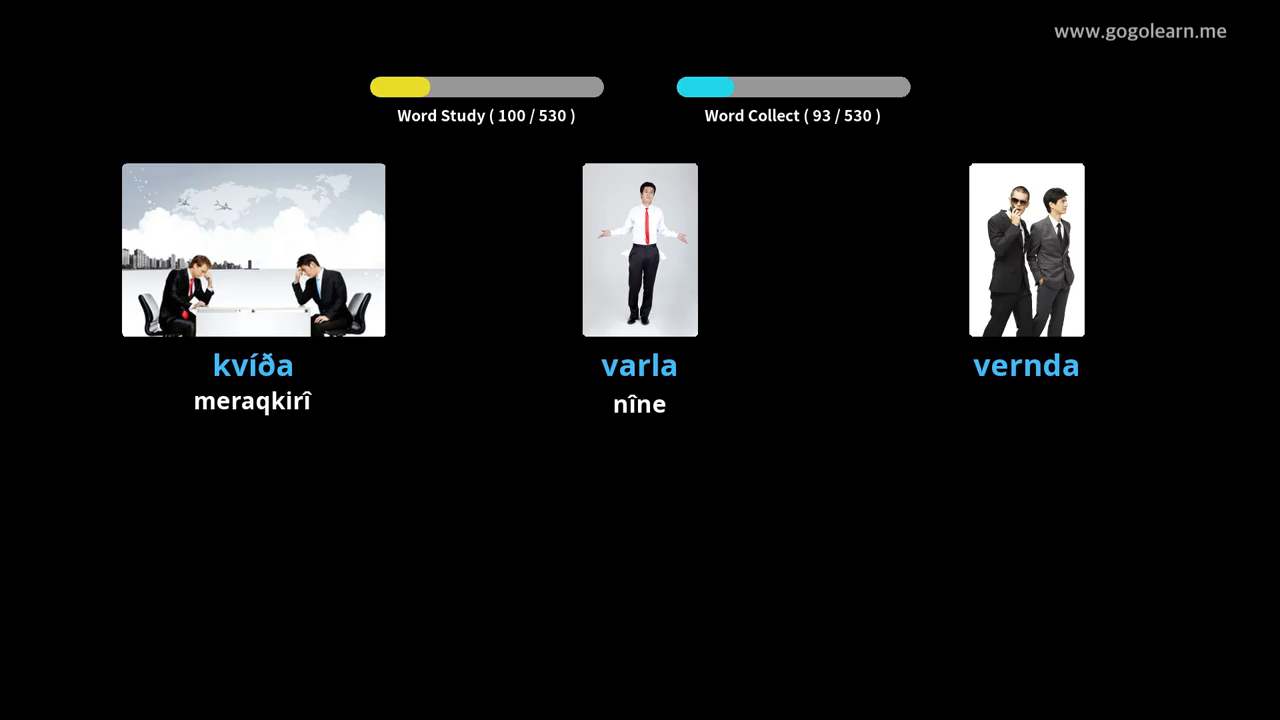 www.gogolearn.me
Word Study ( 100 / 530 )
Word Collect ( 93 / 530 )
kvíða
meraqkirî
varla
nîne
vernda